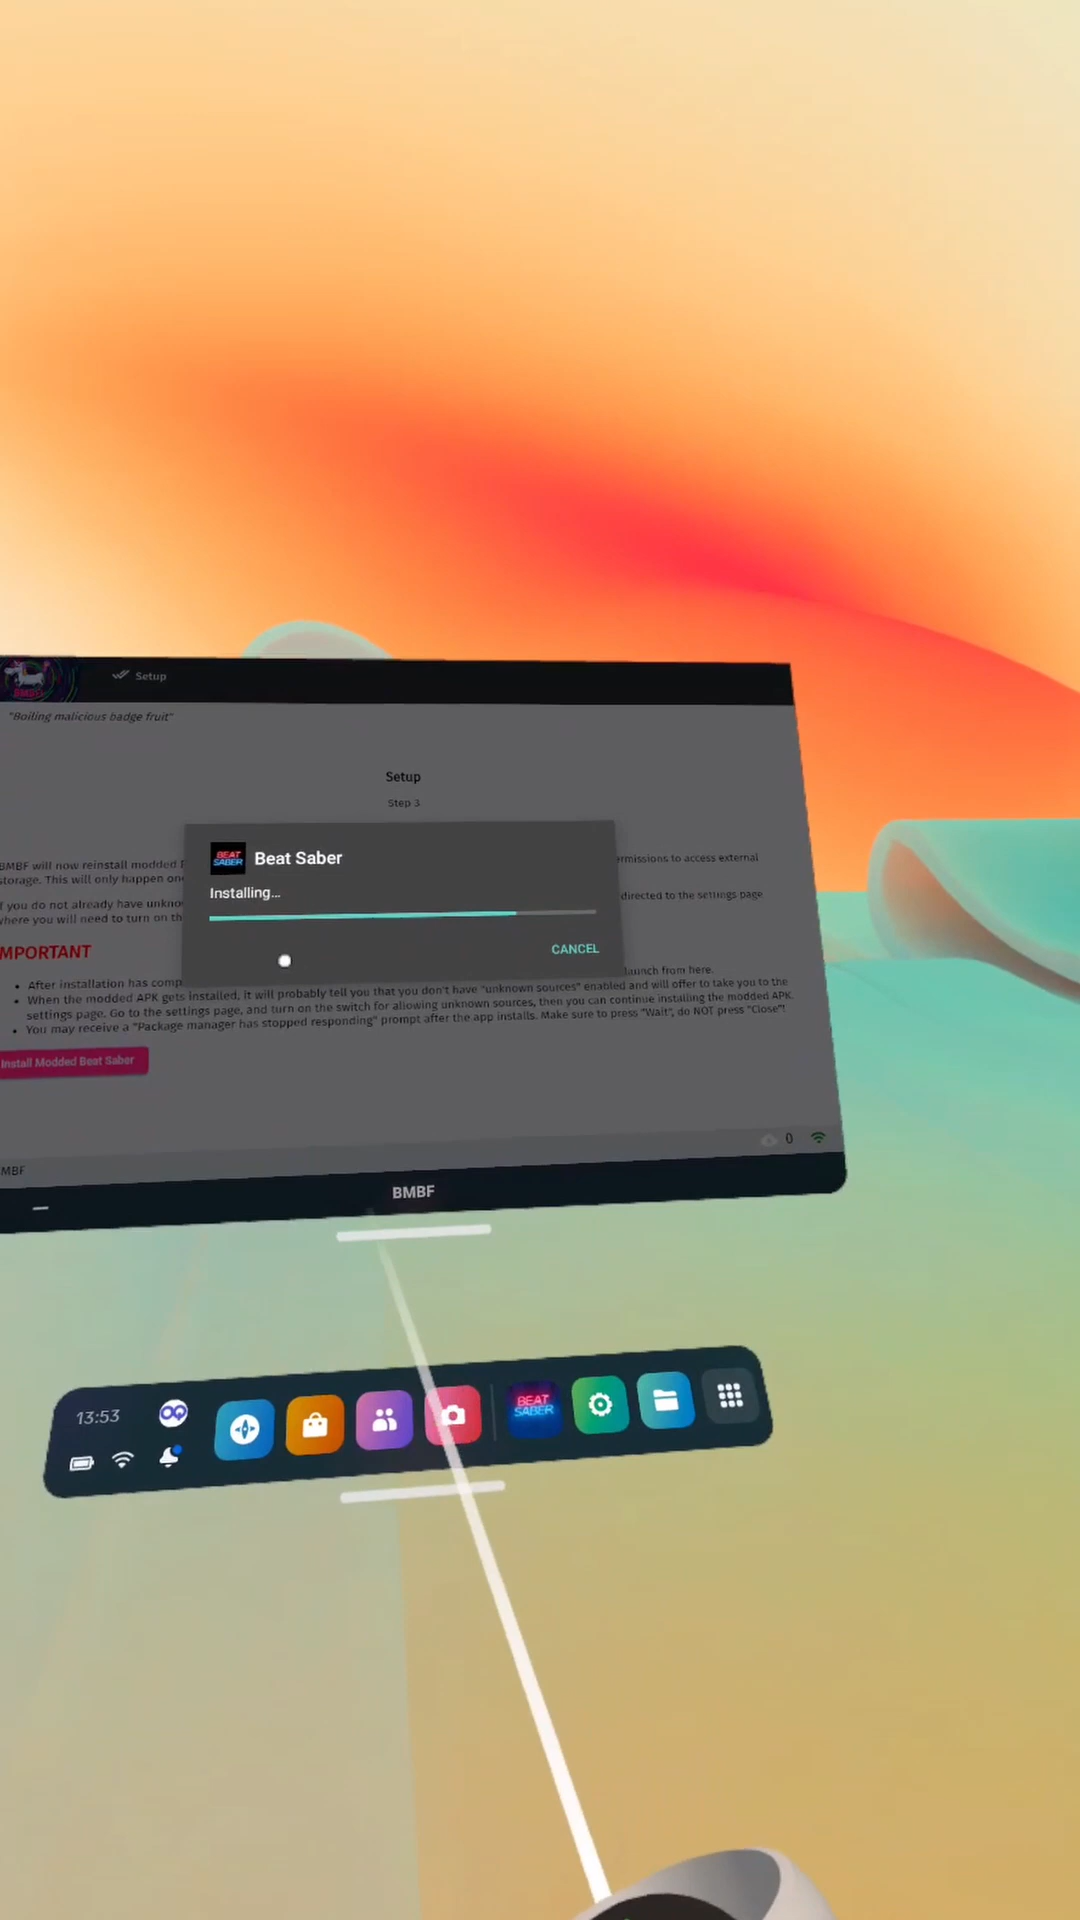 BMBF
Setup
"Boiling malicious badge fruit"
Setup
Step 3
BMBF will now reinstall modded
ermissions to access external
storage. This will only happen on
f you do not already have unkno
directed to the settings page
where you will need to turn on th
MPORTANT
After installation has comp
launch from here.
When the modded APK gets installed, it will probably tell you that you don't have "unknown sources" enabled and will offer to take you to the
settings page. Go to the settings page, and turn on the switch for allowing unknown sources, then you can continue installing the modded APK.
You may receive a "Package manager has stopped responding" prompt after the app installs. Make sure to press "Wait", do NOT press "Close"!
Install Modded Beat Saber
BEAT
SABER
Beat Saber
Installing...
CANCEL
0
MBF
BMBF
13:53
BEAT
SABER